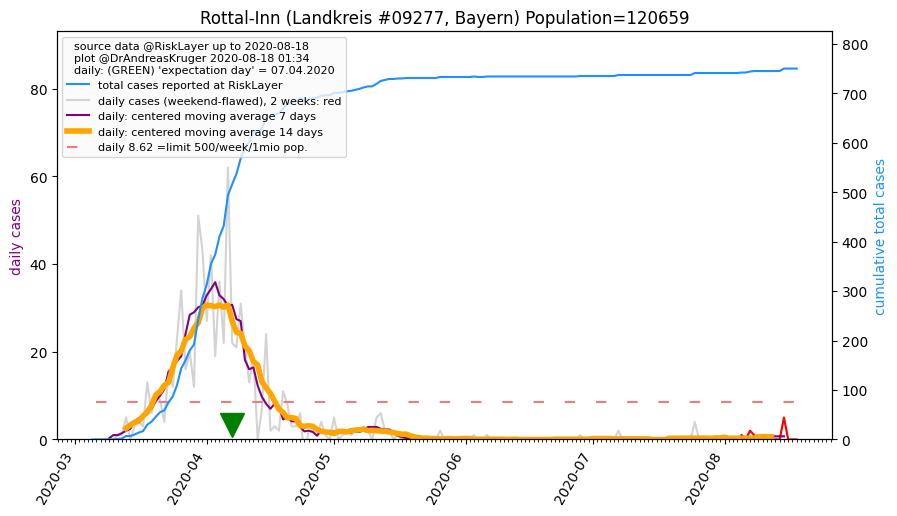 Rottal-Inn (Landkreis #09277, Bayern) Population=120659
source data @RiskLayer up to 2020-08-18
plot @DrAndreasKruger 2020-08-18 01:34
daily: (GREEN) 'expectation day' = 07.04.2020
total cases reported at RiskLayer
daily cases (weekend-flawed), 2 weeks: red
daily: centered moving average 7 days
daily: centered moving average 14 days
daily 8.62 =limit 500/week/1mio pop.
daily cases
80
60
40
20
0
cumulative total cases
800
700
600
500
400
300
200
100
0
2020-03
2020-04
2020-05
2020-06
2020-07
2020-08